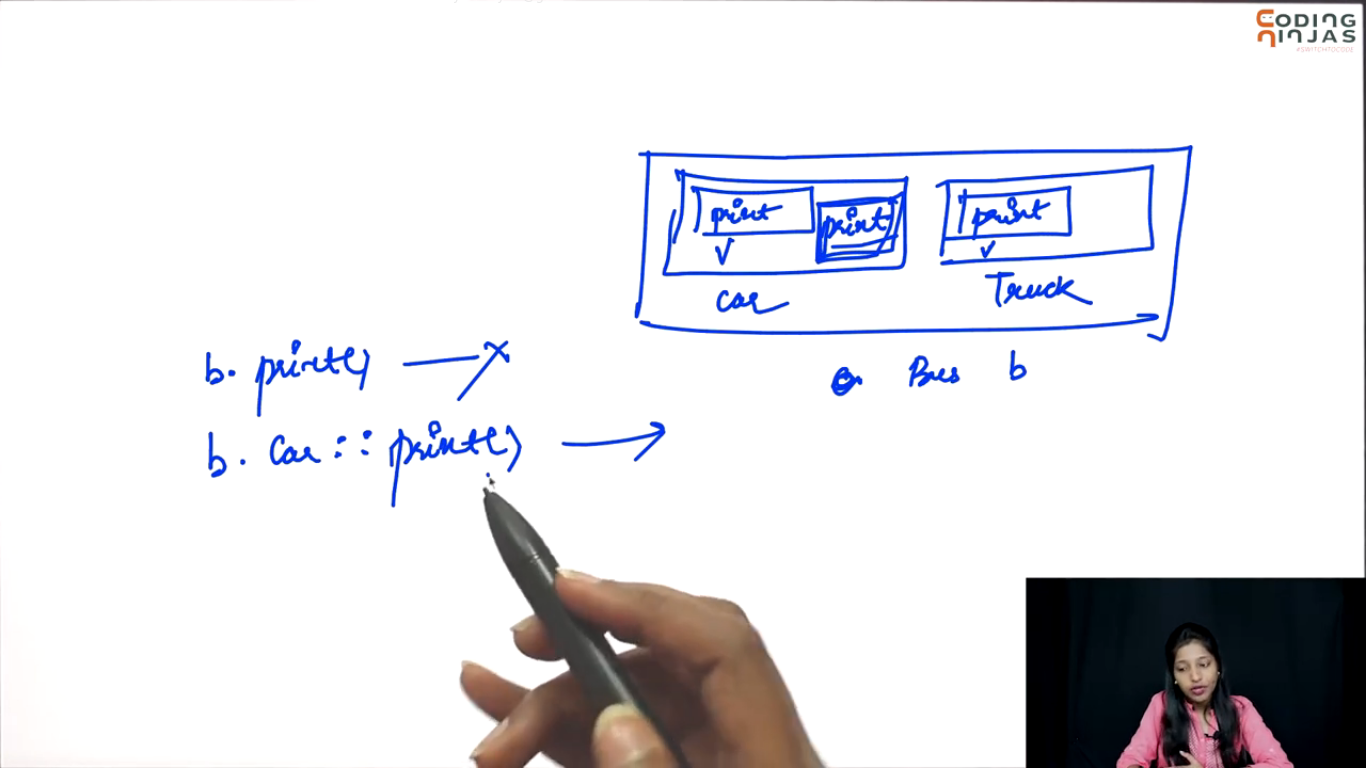 CODING
NINJAS
#SWITCHTOCODE
print print print
Car Truck
Bus b
b. print()
b. Car :: print()